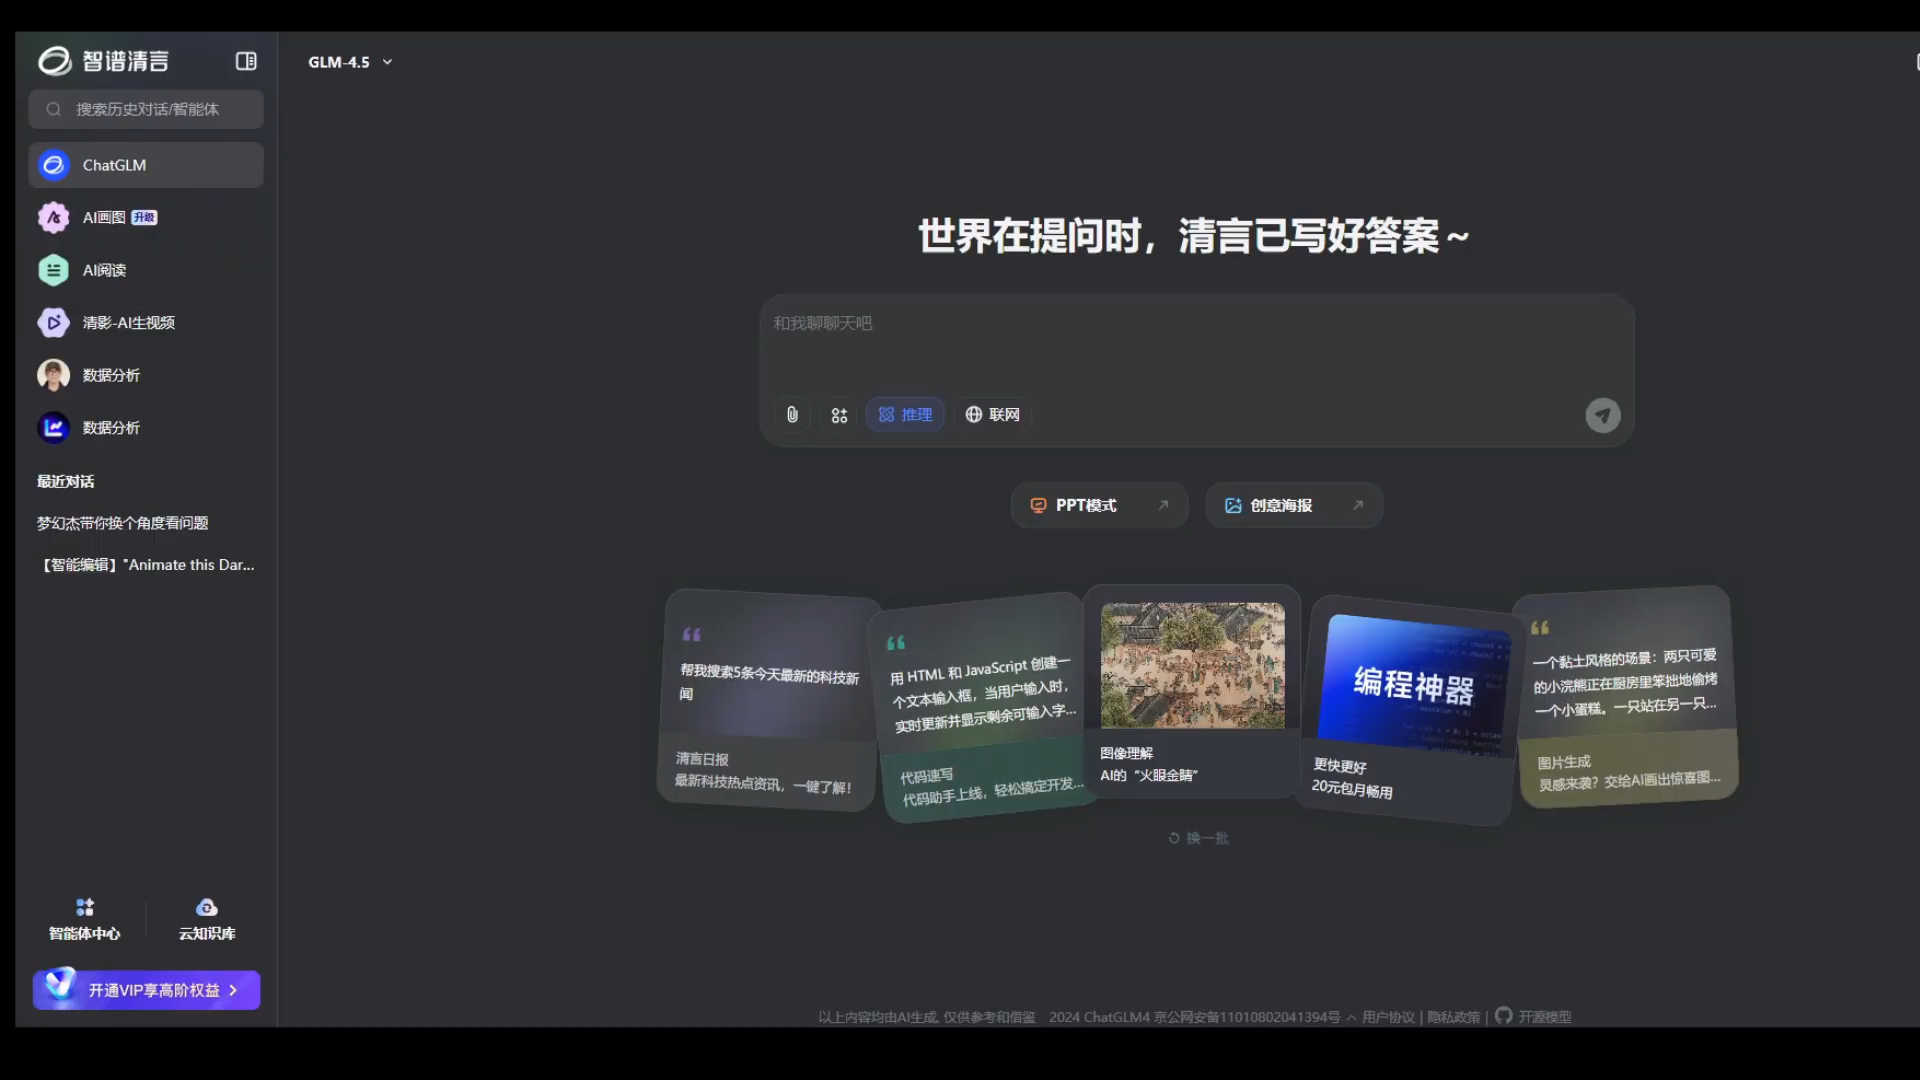 智谱清言
搜索历史对话/智能体
ChatGLM
AI画图 升级
AI阅读
清影-AI生视频
数据分析
数据分析
最近对话
梦幻杰带你换个角度看问题
【智能编辑】"Animate this Dar...
智能体中心
云知识库
开通VIP享高阶权益
GLM-4.5
世界在提问时，清言已写好答案～
和我聊聊天吧
推理
联网
PPT模式
创意海报
帮我搜索5条今天最新的科技新
闻
清言日报
最新科技热点资讯，一键了解！
用 HTML 和 JavaScript 创建一
个文本输入框，当用户输入时，
实时更新并显示剩余可输入字...
代码速写
代码助手上线，轻松搞定开发...
图像理解
AI的“火眼金睛”
编程神器
更快更好
20元包月畅用
一个黏土风格的场景：两只可爱
的小浣熊正在厨房里笨拙地偷烤
一个小蛋糕。一只站在另一只...
图片生成
灵感来袭？交给AI画出惊喜图...
换一批
以上内容均由AI生成, 仅供参考和借鉴 2024 ChatGLM4 京公网安备11010802041394号 用户协议 | 隐私政策 | 开源模型